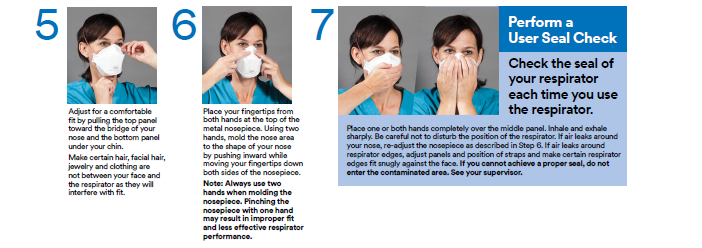 5
Adjust for a comfortable
fit by pulling the top panel
toward the bridge of your
nose and the bottom panel
under your chin.
Make certain hair, facial hair,
jewelry and clothing are
not between your face and
the respirator as they will
interfere with fit.
6
Place your fingertips from
both hands at the top of the
metal nosepiece. Using two
hands, mold the nose area
to the shape of your nose
by pushing inward while
moving your fingertips down
both sides of the nosepiece.
Note: Always use two
hands when molding the
nosepiece. Pinching the
nosepiece with one hand
may result in improper fit
and less effective respirator
performance.
7
Perform a
User Seal Check
Check the seal of
your respirator
each time you use
the respirator.
Place one or both hands completely over the middle panel. Inhale and exhale
sharply. Be careful not to disturb the position of the respirator. If air leaks around
your nose, re-adjust the nosepiece as described in Step 6. If air leaks around
respirator edges, adjust panels and position of straps and make certain respirator
edges fit snugly against the face. If you cannot achieve a proper seal, do not
enter the contaminated area. See your supervisor.